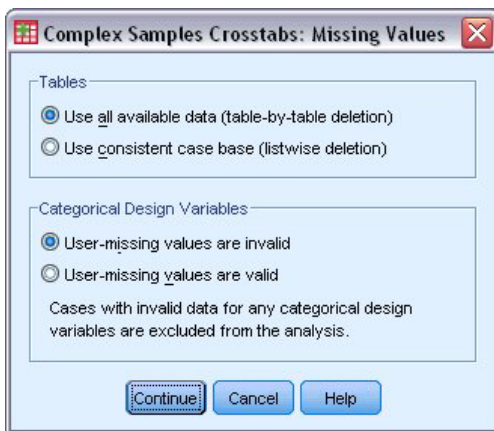 Complex Samples Crosstabs: Missing Values
Tables
Use all available data (table-by-table deletion)
Use consistent case base (listwise deletion)
Categorical Design Variables
User-missing values are invalid
User-missing values are valid
Cases with invalid data for any categorical design
variables are excluded from the analysis.
Continue Cancel Help